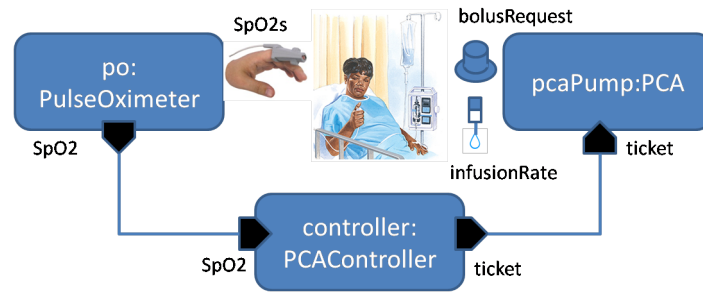 SpO2s
bolusRequest
po:
PulseOximeter
pcaPump:PCA
SpO2
ticket
infusionRate
controller:
PCAController
SpO2
ticket